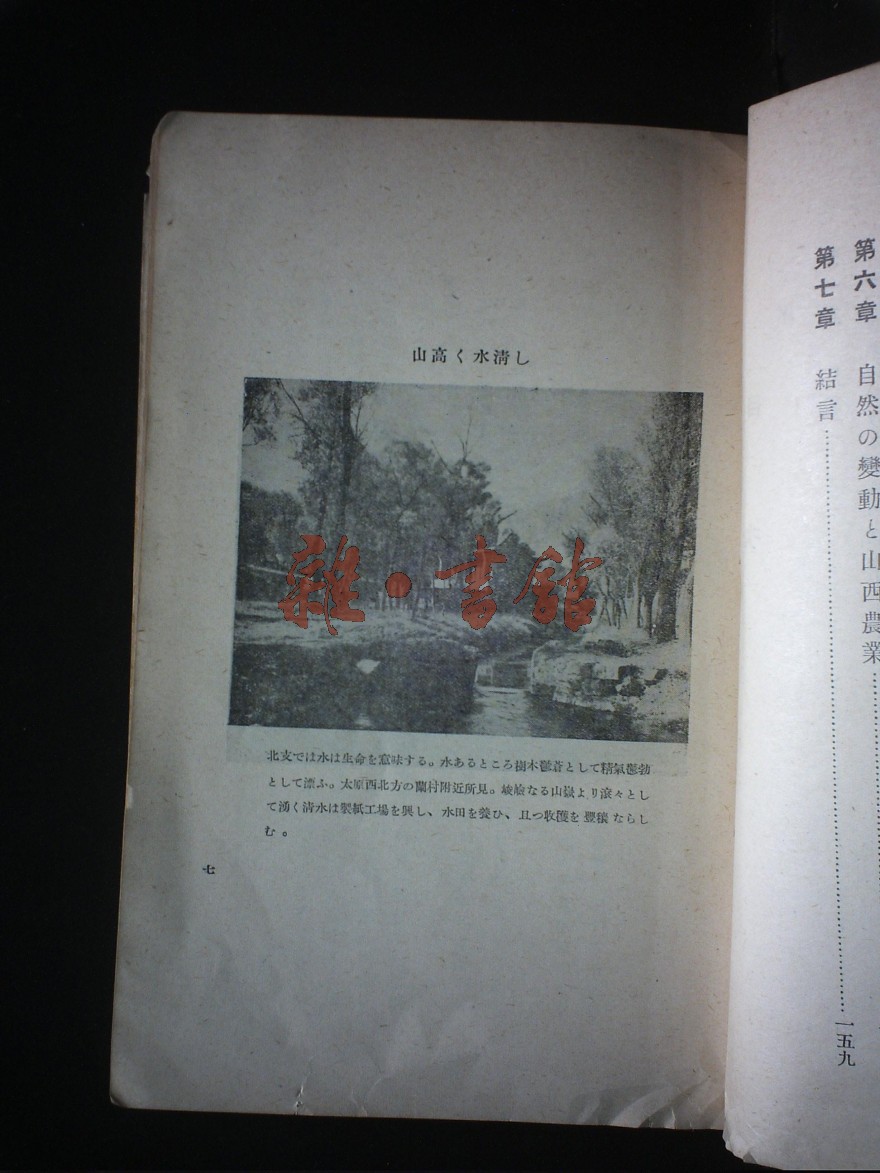 第六章　自然の變動と山西農業
第七章　結言 一五九
山高く水淸し
雜・書館
北支では水は生命を意味する。水あるところ樹木鬱蒼として精氣鬱勃
として漂ふ。太原西北方の蘭村附近所見。峻嶮なる山嶽より滾々とし
て湧く淸水は製紙工場を興し、水田を養ひ、且つ收穫を豐穰ならし
む。
七